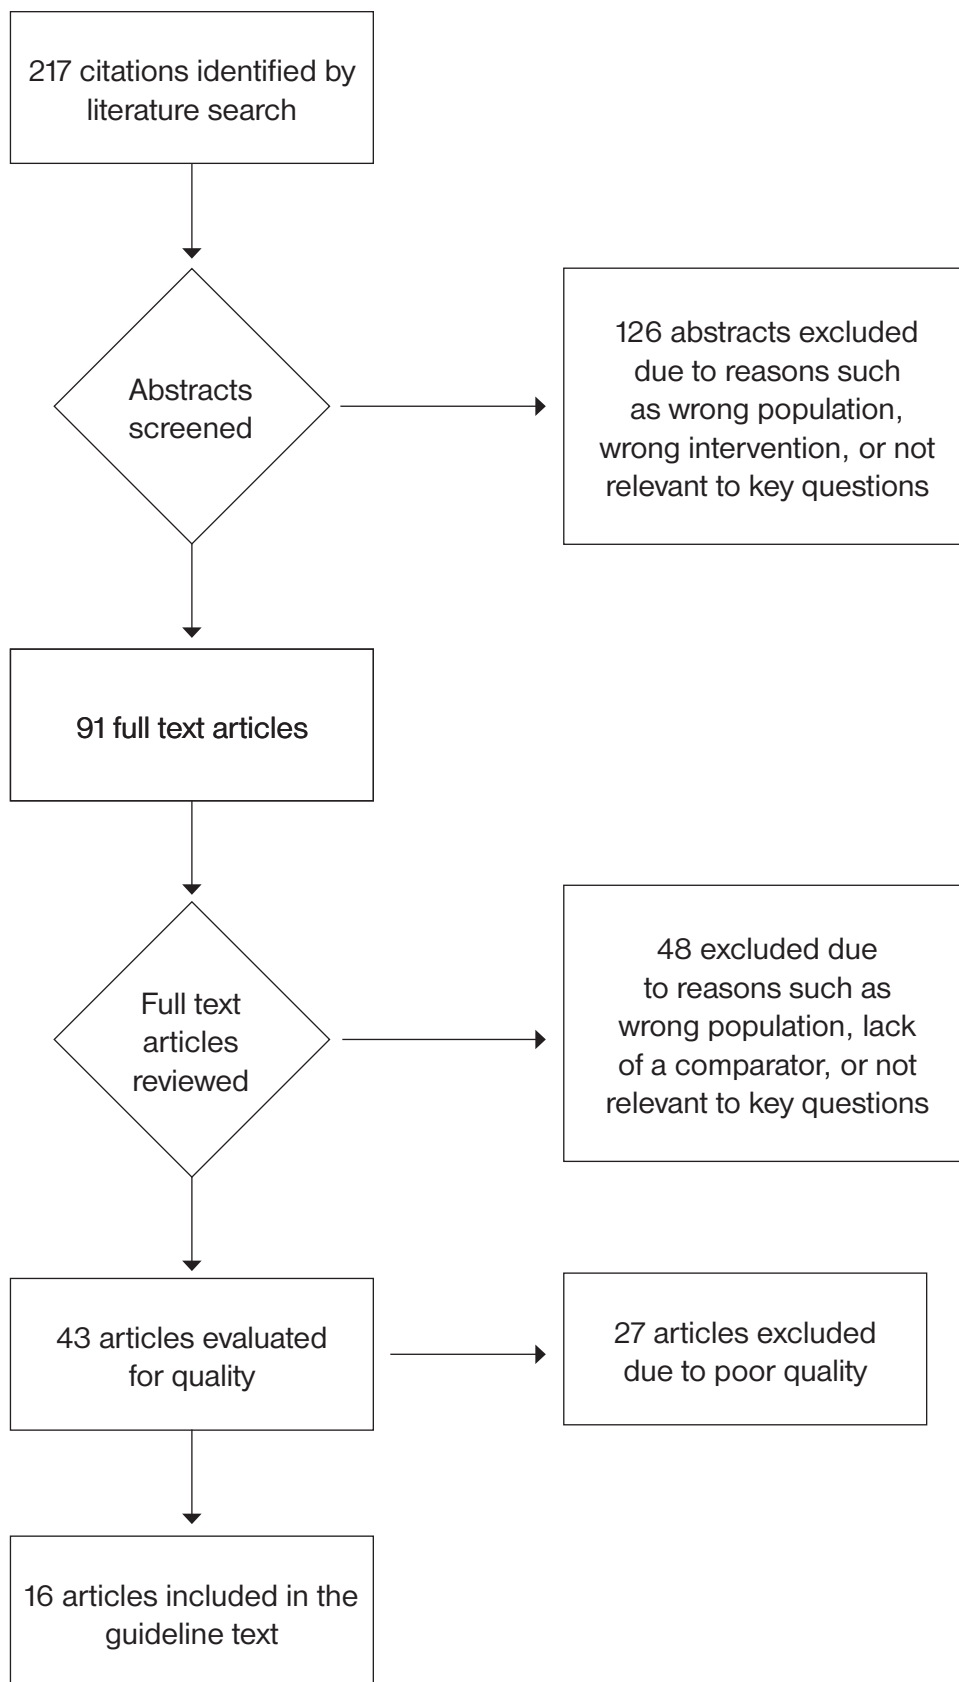 217 citations identified by
literature search
Abstracts
screened
126 abstracts excluded
due to reasons such
as wrong population,
wrong intervention, or not
relevant to key questions
91 full text articles
Full text
articles
reviewed
48 excluded due
to reasons such as
wrong population, lack
of a comparator, or not
relevant to key questions
43 articles evaluated
for quality
27 articles excluded
due to poor quality
16 articles included in the
guideline text